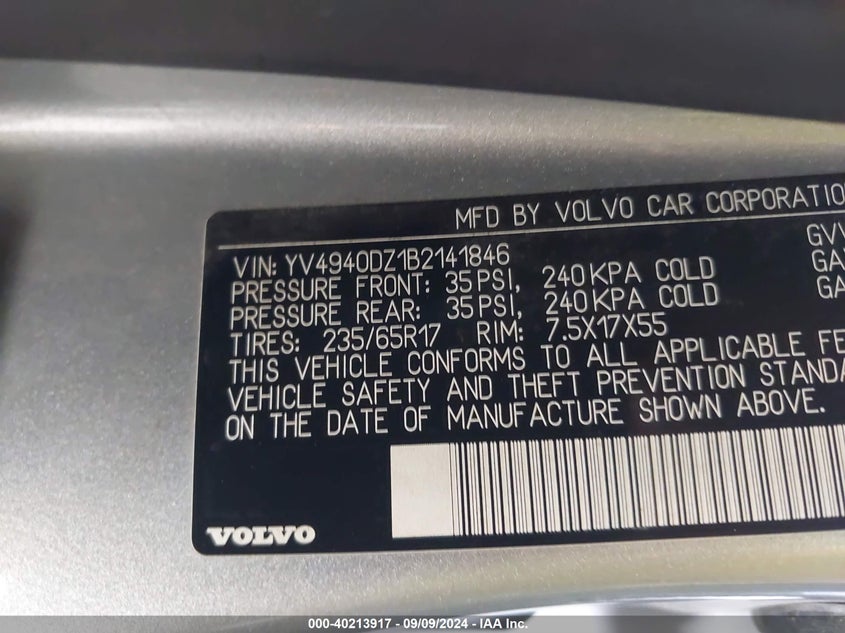 MFD BY VOLVO CAR CORPORATIO
VIN: YV4940DZ1B2141846
GV
PRESSURE FRONT: 35PSI, 240KPA COLD
GA
PRESSURE REAR: 35PSI, 240KPA COLD
GA
TIRES: 235/65R17 RIM: 7.5X17X55
THIS VEHICLE CONFORMS TO ALL APPLICABLE FE
VEHICLE SAFETY AND THEFT PREVENTION STANDA
ON THE DATE OF MANUFACTURE SHOWN ABOVE.
VOLVO
000-40213917 - 09/09/2024 - IAA Inc.